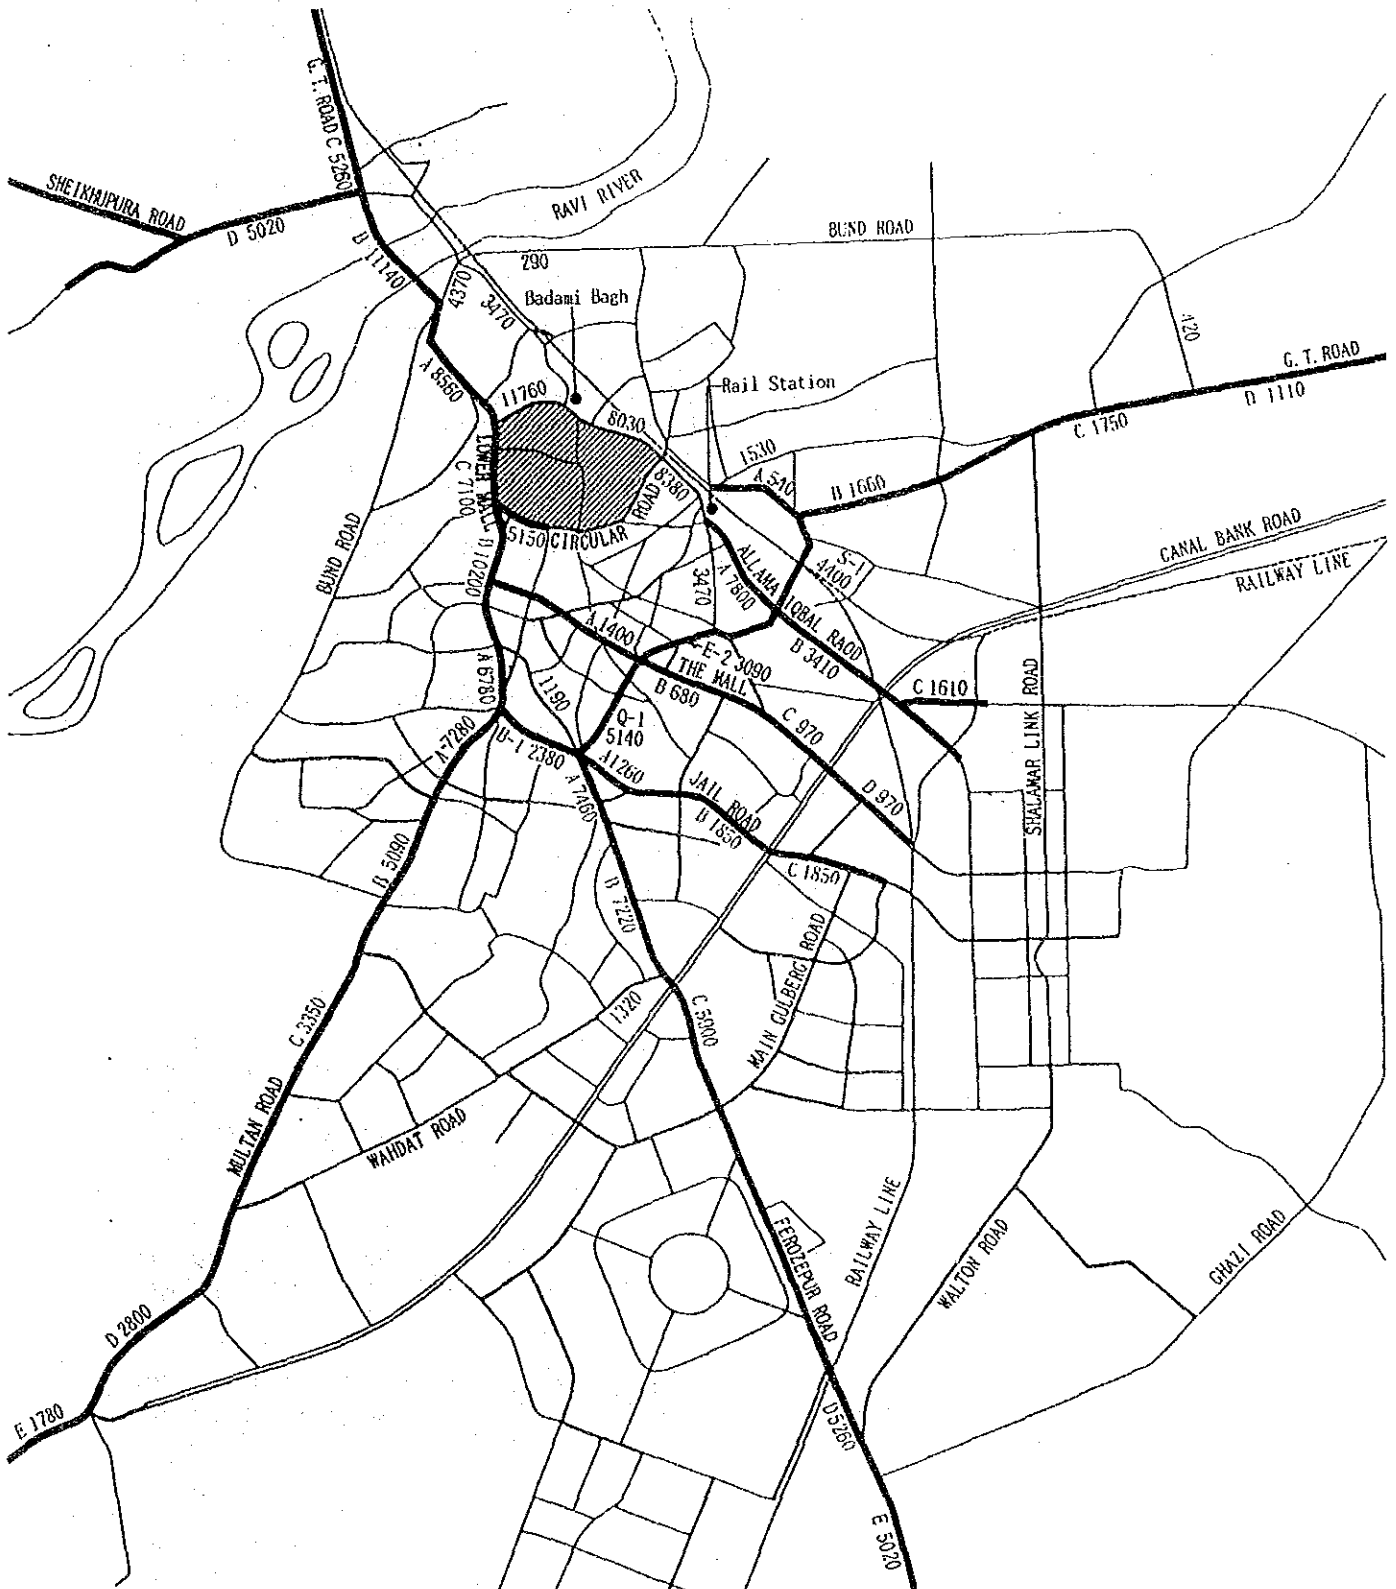 G. T. ROAD C 5260
SHEIKHUPURA ROAD
D 5020
RAVI RIVER
B 11140
BUND ROAD
290
4370
3470
Badami Bagh
420
G. T. ROAD
D 1110
A 8560
11760
Rail Station
8030
C 1750
1530
LOWER MALL
C 7100
8380
A 540
B 1660
5150 CIRCULAR ROAD
CANAL BANK ROAD
RAILWAY LINE
BUND ROAD
D 10200
S-1
4400
3470
A 7800
ALLAMA IQBAL RAOD
A 1400
B 3410
E-2 3090
THE MALL
B 680
C 1610
A 6780
1190
C 970
Q-1
5140
SHALAMAR LINK ROAD
A 7280
U-1 2380
A 1260
A 7460
JAIL ROAD
B 1850
D 970
B 5090
C 1850
B 7220
MAIN GULBERG ROAD
1320
C 3350
C 5900
MULTAN ROAD
WAHDAT ROAD
RAILWAY LINE
FEROZEPUR ROAD
WALTON ROAD
GHAZI ROAD
D 2800
E 1780
D 5260
E 5020